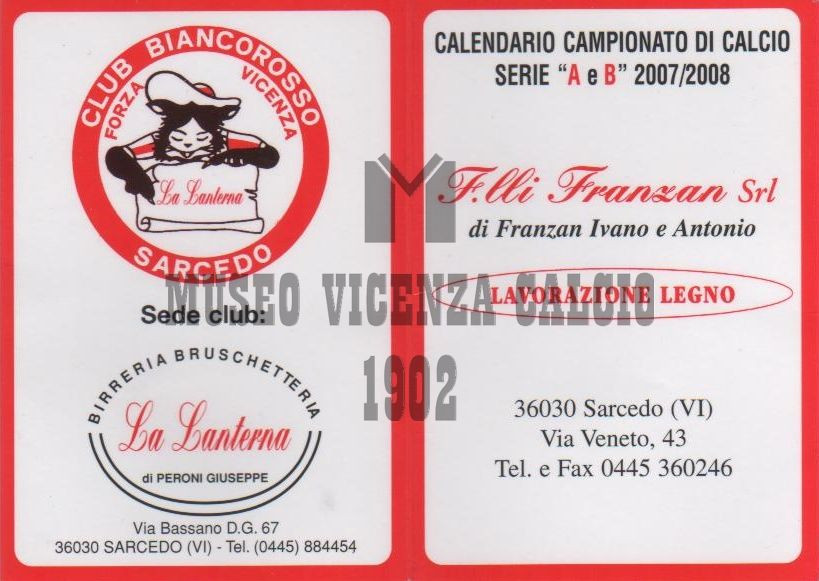 CLUB BIANCOROSSO
FORZA VICENZA
La Lanterna
SARCEDO
Sede club:
BIRRERIA BRUSCHETTERIA
La Lanterna
di PERONI GIUSEPPE
Via Bassano D.G. 67
36030 SARCEDO (VI) - Tel. (0445) 884454
CALENDARIO CAMPIONATO DI CALCIO
SERIE "A e B" 2007/2008
F.lli Franzan Srl
di Franzan Ivano e Antonio
LAVORAZIONE LEGNO
36030 Sarcedo (VI)
Via Veneto, 43
Tel. e Fax 0445 360246
MUSEO VICENZA CALCIO
1902